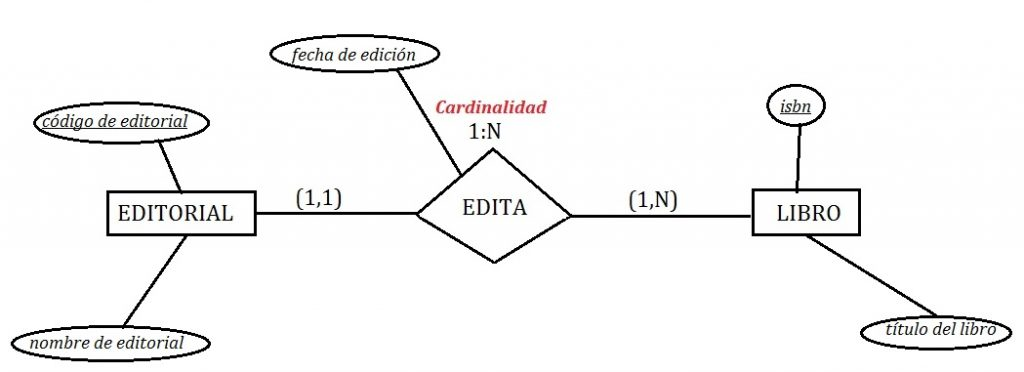 fecha de edición
Cardinalidad
1:N
código de editorial
isbn
EDITORIAL
(1,1)
EDITA
(1,N)
LIBRO
nombre de editorial
título del libro